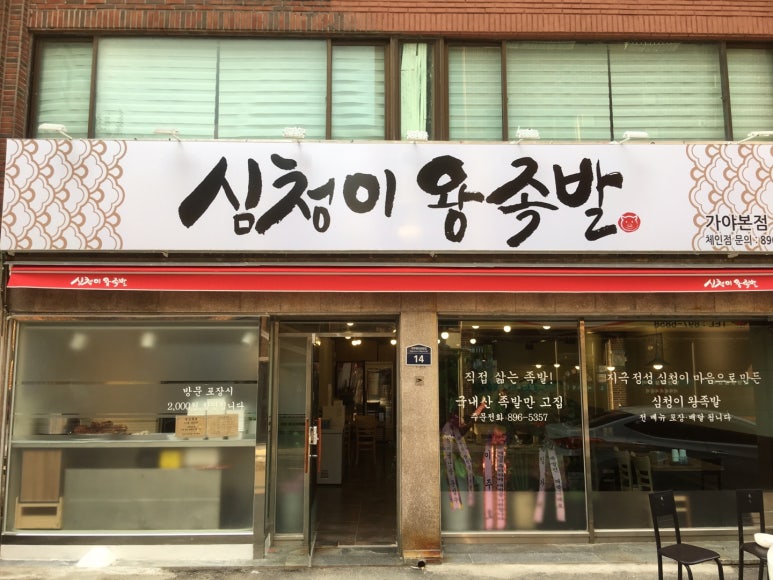 심청이 왕족발
가야본점
체인점 문의 : 896
심청이 왕족발
심청이 왕족발
14
방문 포장시
2,000원
직접 삶는 족발!
국내산 족발만 고집
주문전화 896-5357
지극 정성 심청이 마음으로 만든
심청이 왕족발
전 메뉴 포장 배달 됩니다